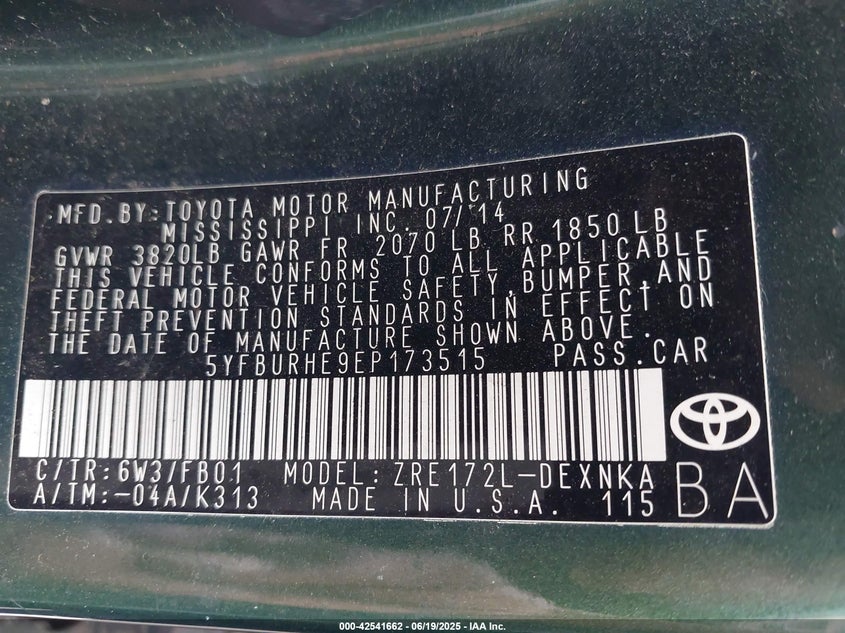 MFD.BY:TOYOTA MOTOR MANUFACTURING
MISSISSIPPI INC. 07/14
GVWR 3820LB GAWR FR 2070 LB RR 1850 LB
THIS VEHICLE CONFORMS TO ALL APPLICABLE
FEDERAL MOTOR VEHICLE SAFETY,BUMPER,AND
THEFT PREVENTION STANDARDS IN EFFECT ON
THE DATE OF MANUFACTURE SHOWN ABOVE.
5YFBURHE9EP173515 PASS.CAR
C/TR:6W3/FB01 MODEL:ZRE172L-DEXNKA
A/TM:-04A/K313 MADE IN U.S.A. 115
BA
000-42541662 - 06/19/2025 - IAA Inc.